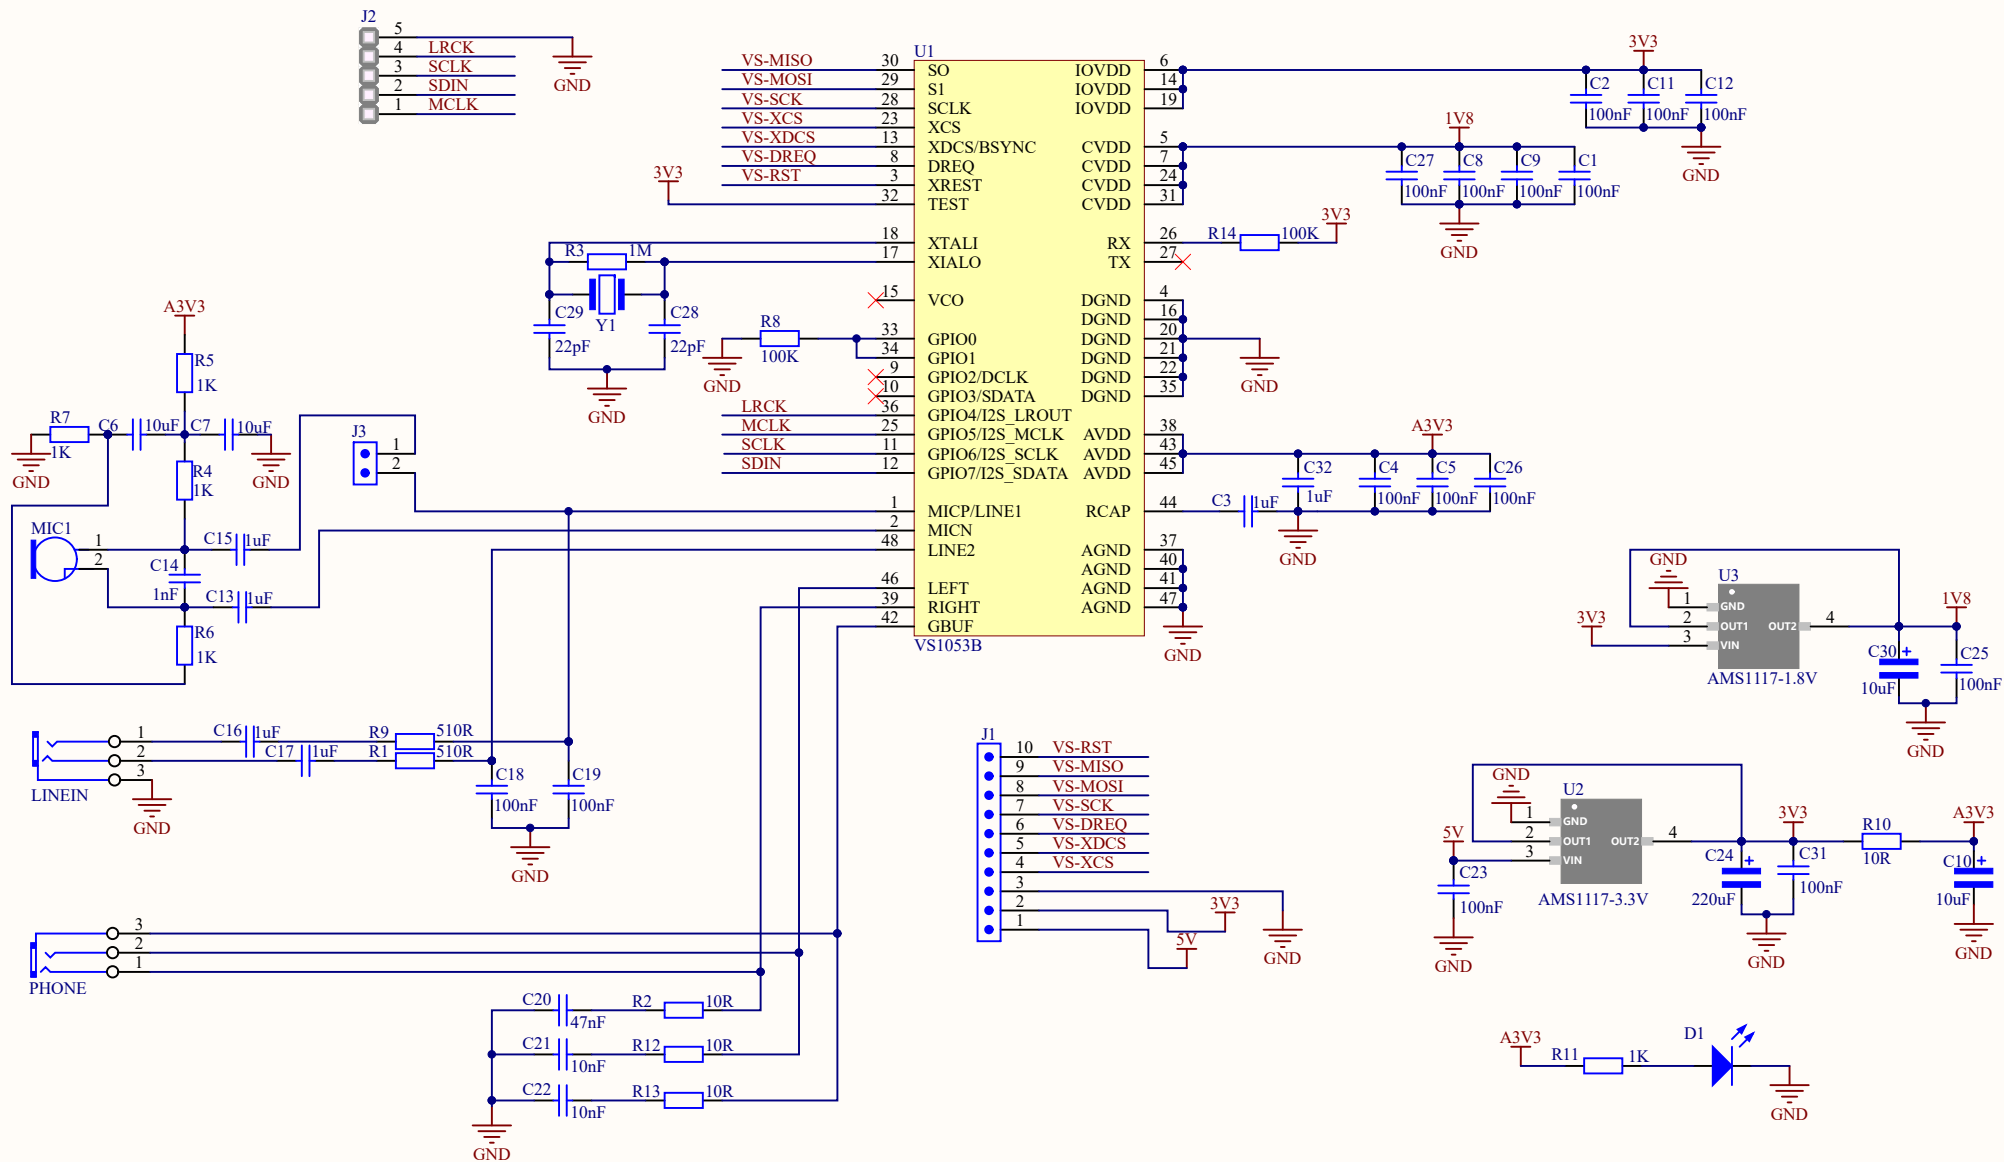 J2
5
4 LRCK
3 SCLK
2 SDIN
1 MCLK
GND
U1
VS-MISO 30 SO
VS-MOSI 29 S1
VS-SCK 28 SCLK
VS-XCS 23 XCS
VS-XDCS 13 XDCS/BSYNC
VS-DREQ 8 DREQ
VS-RST 3 XREST
3V3 32 TEST
18 XTALI
17 XIALO
R3 1M
C29 22pF
Y1
C28 22pF
GND
15 VCO
R8 100K
GND
33 GPIO0
34 GPIO1
9 GPIO2/DCLK
10 GPIO3/SDATA
LRCK 36 GPIO4/I2S_LROUT
MCLK 25 GPIO5/I2S_MCLK
SCLK 11 GPIO6/I2S_SCLK
SDIN 12 GPIO7/I2S_SDATA
1 MICP/LINE1
2 MICN
48 LINE2
46 LEFT
39 RIGHT
42 GBUF
VS1053B
IOVDD 6
IOVDD 14
IOVDD 19
CVDD 5
CVDD 7
CVDD 24
CVDD 31
RX 26 R14 100K 3V3
TX 27
DGND 4
DGND 16
DGND 20
DGND 21
DGND 22
DGND 35
GND
AVDD 38
AVDD 43
AVDD 45
RCAP 44 C3 1uF
AGND 37
AGND 40
AGND 41
AGND 47
GND
3V3
C2 C11 C12
100nF 100nF 100nF
GND
1V8
C27 C8 C9 C1
100nF 100nF 100nF 100nF
GND
A3V3
C32 C4 C5 C26
1uF 100nF 100nF 100nF
GND
A3V3
R5
1K
R7 C6 10uF C7 10uF
1K
GND
GND
R4
1K
J3
1
2
MIC1
1
2
C15 1uF
C14
1nF
C13 1uF
R6
1K
1 C16 1uF R9 510R
2 C17 1uF R1 510R
3
LINEIN
GND
C18 C19
100nF 100nF
GND
3
2
1
PHONE
C20 R2 10R
47nF
C21 R12 10R
10nF
C22 R13 10R
10nF
GND
J1
10 VS-RST
9 VS-MISO
8 VS-MOSI
7 VS-SCK
6 VS-DREQ
5 VS-XDCS
4 VS-XCS
3
2 3V3
1 5V
GND
GND
U3
1 GND
3V3 2 OUT1 OUT2 4 1V8
3 VIN
AMS1117-1.8V
C30 + C25
10uF 100nF
GND
GND
U2
1 GND
5V 2 OUT1 OUT2 4 3V3 R10 A3V3
3 VIN 10R
C23
100nF
GND
AMS1117-3.3V
C24 + C31 C10 +
220uF 100nF 10uF
GND
GND
A3V3 R11 1K D1
GND